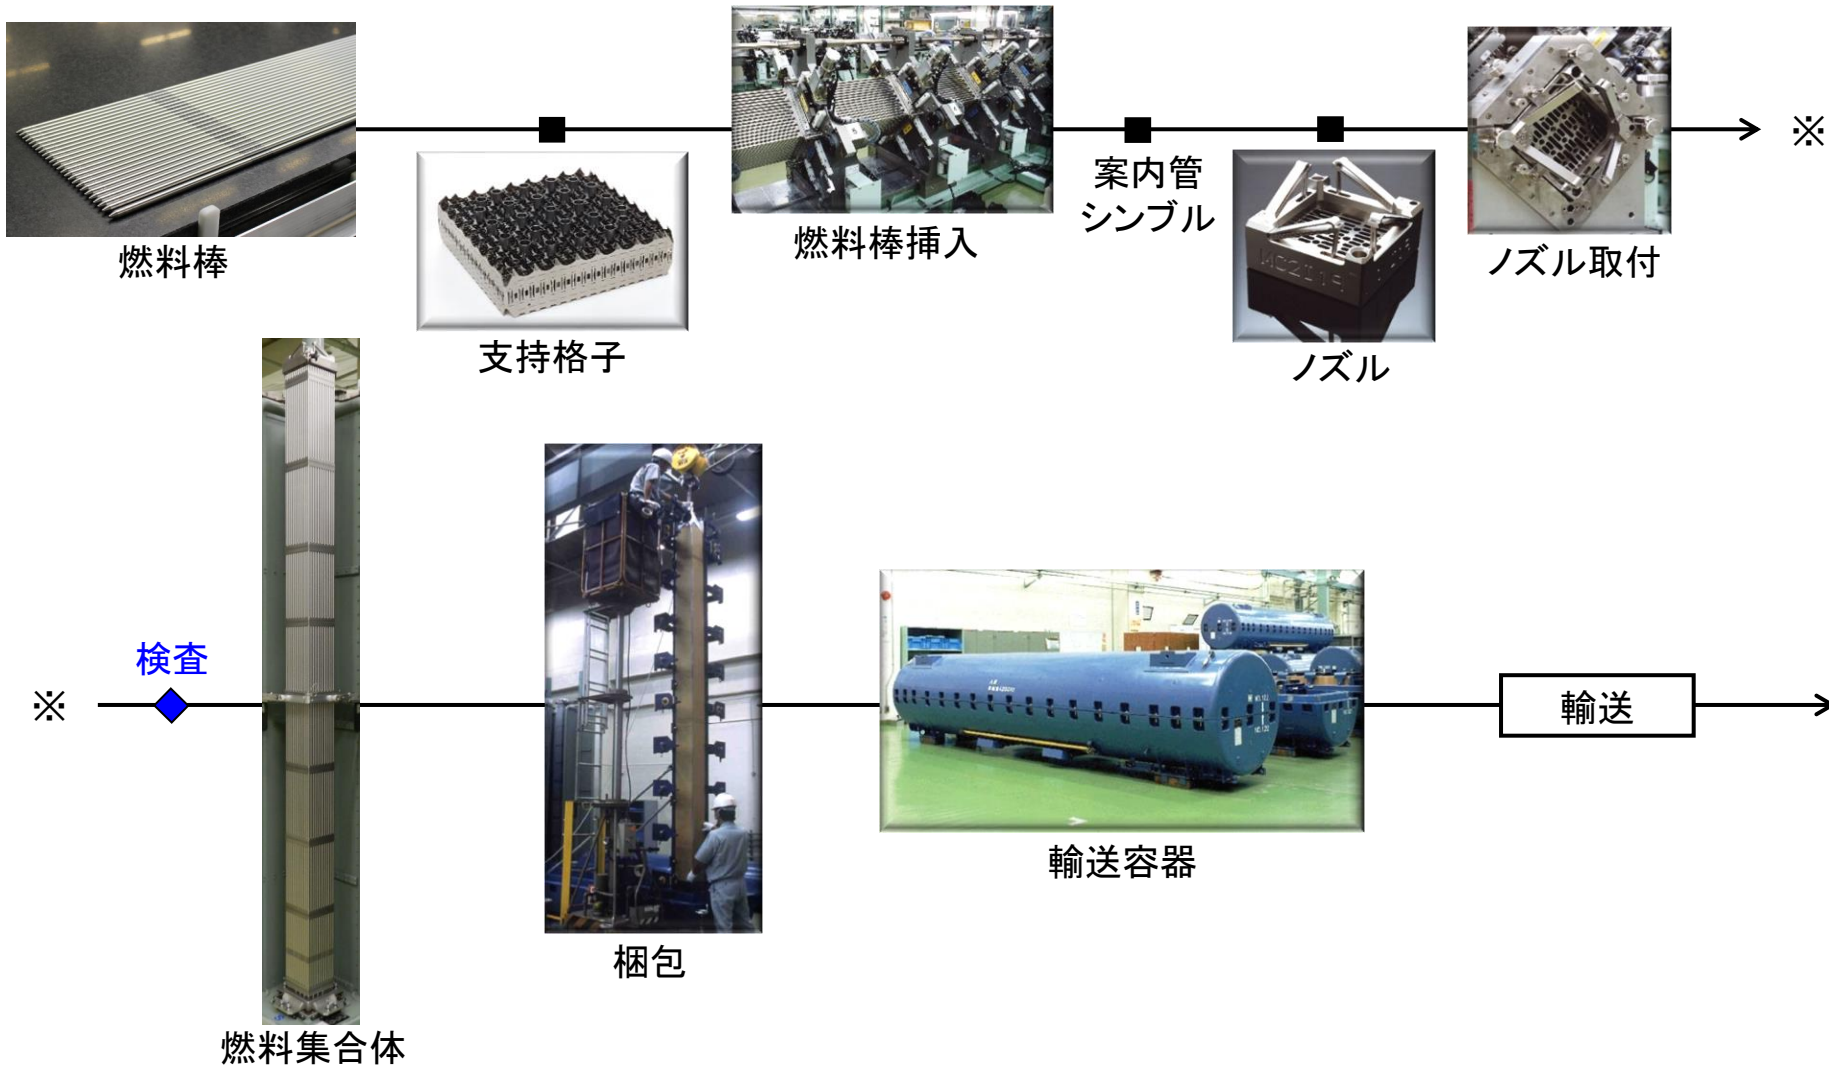 ※
燃料棒
支持格子
燃料棒挿入
案内管
シンブル
MC2114
ノズル
ノズル取付
※
検査
燃料集合体
梱包
輸送容器
輸送